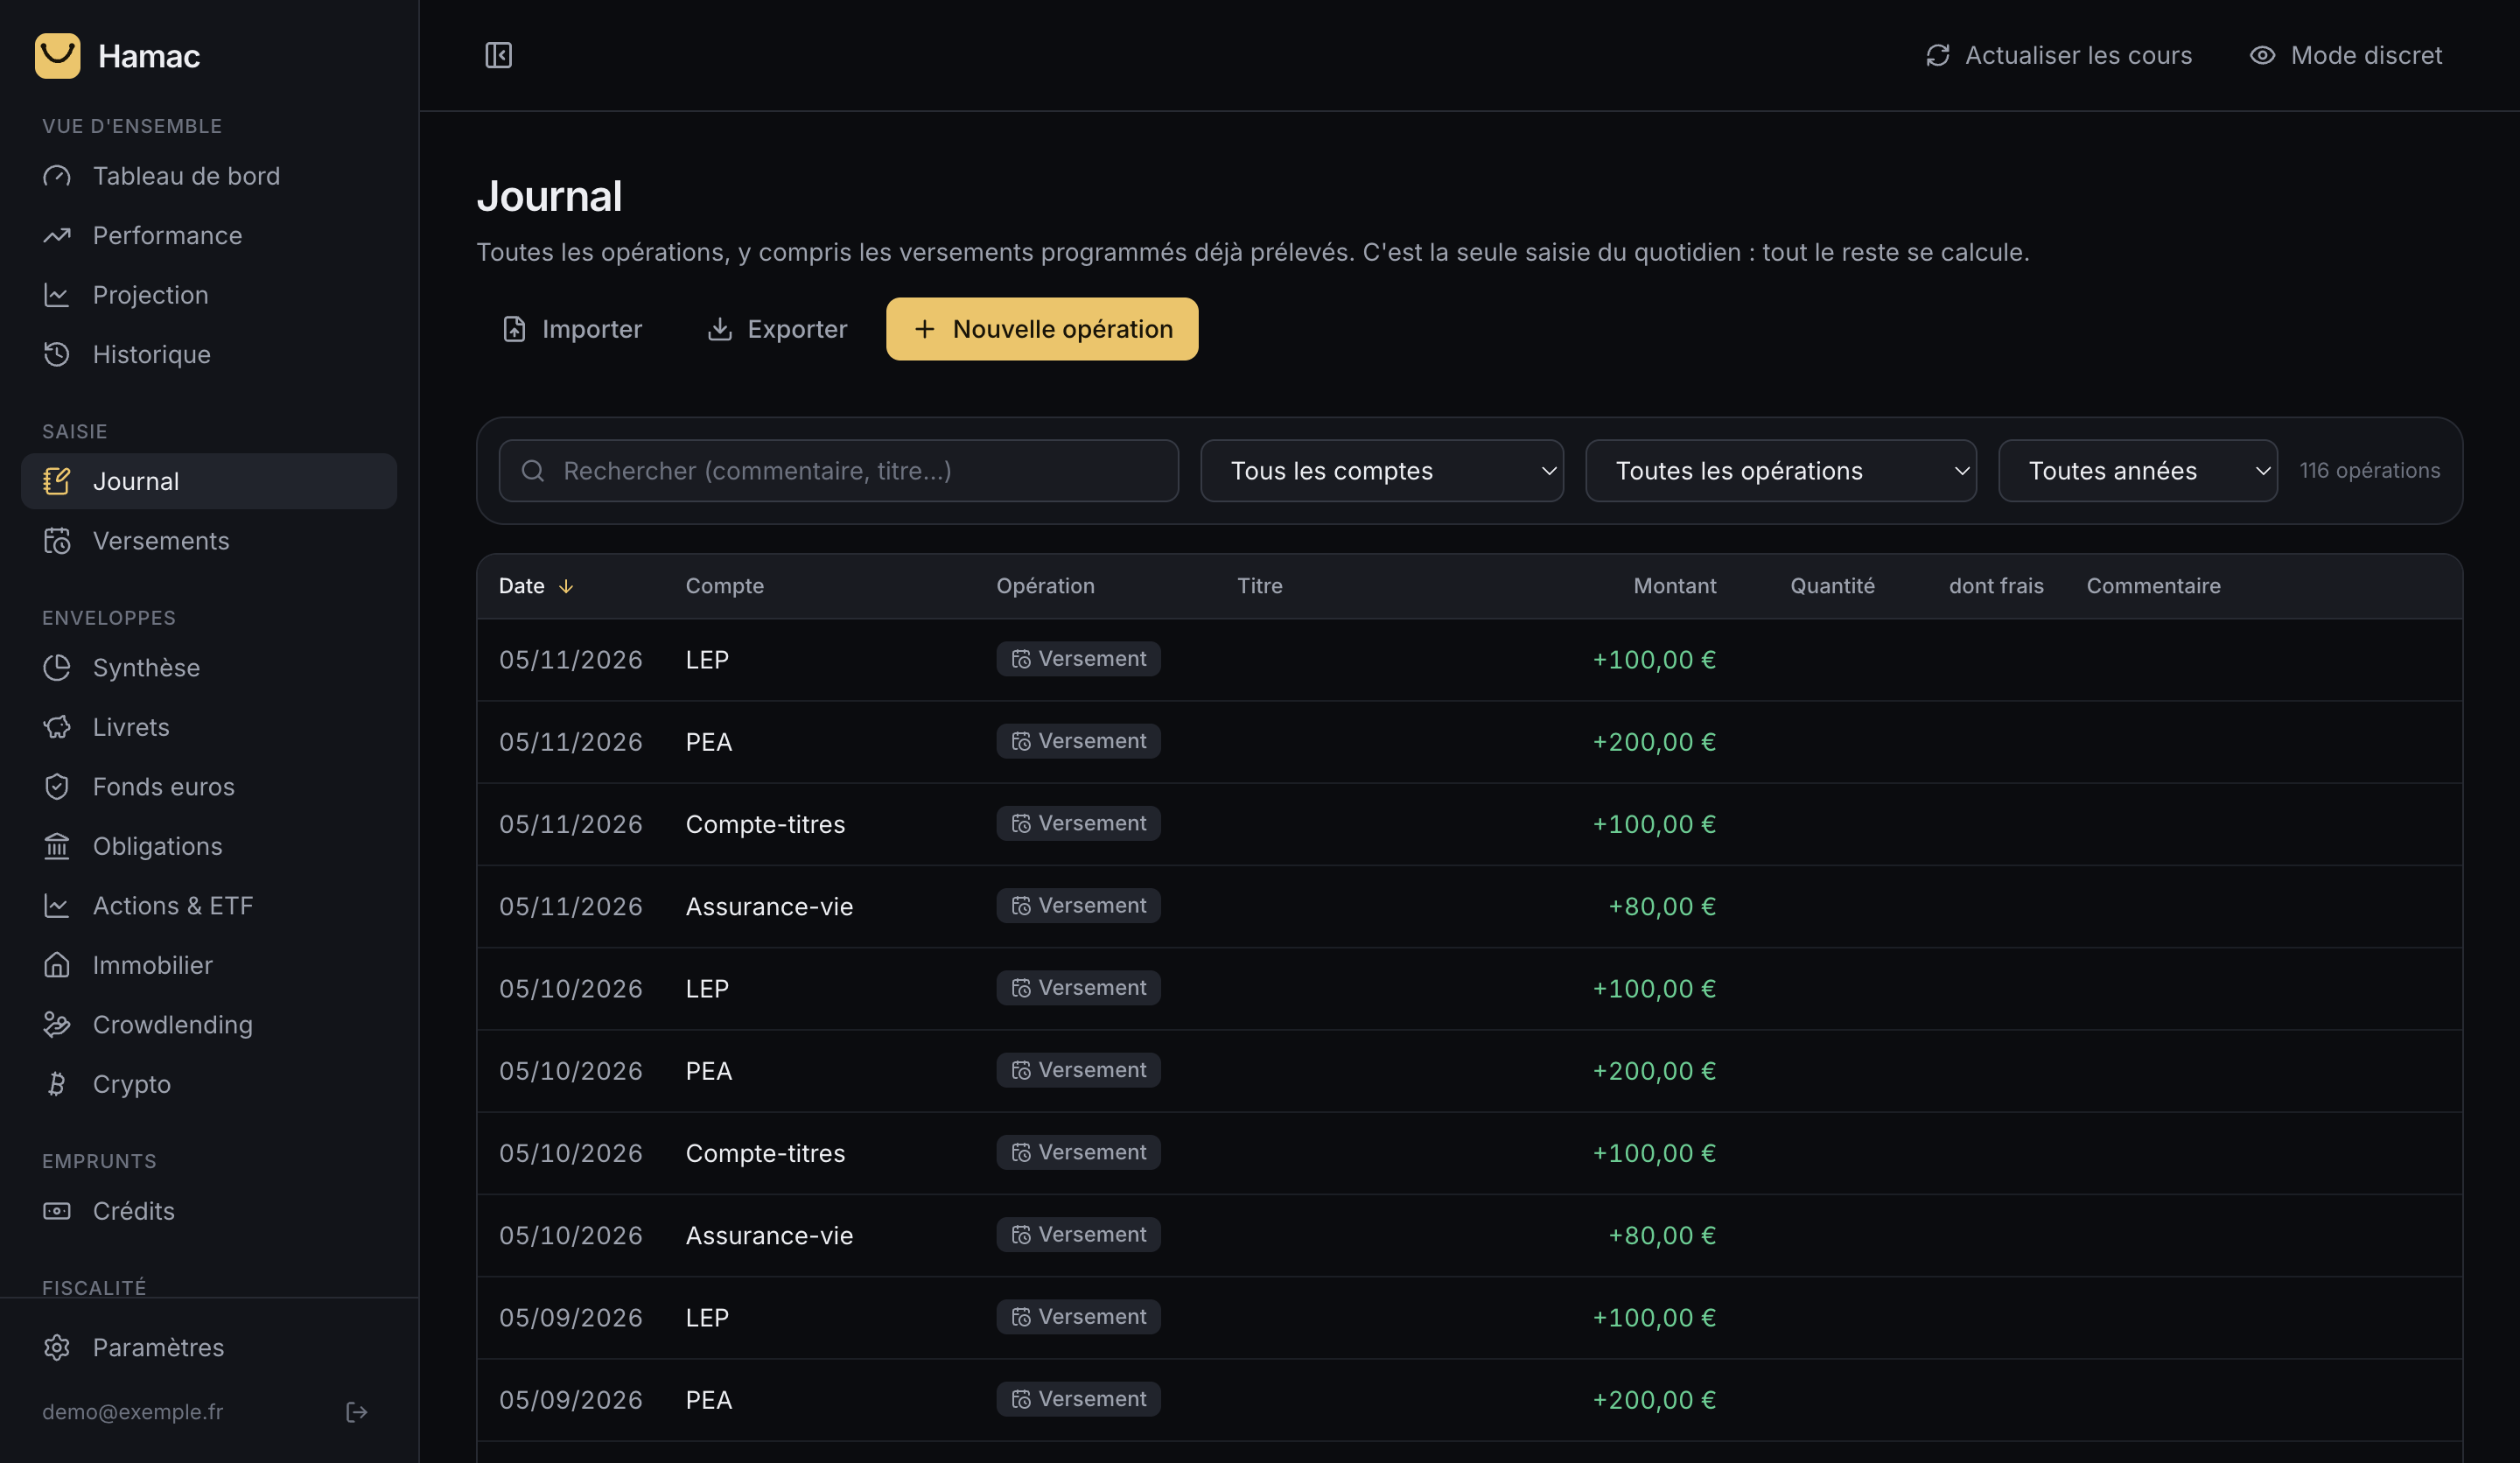 Hamac
VUE D'ENSEMBLE
Tableau de bord
Performance
Projection
Historique
SAISIE
Journal
Versements
ENVELOPPES
Synthèse
Livrets
Fonds euros
Obligations
Actions & ETF
Immobilier
Crowdlending
Crypto
EMPRUNTS
Crédits
FISCALITÉ
Paramètres
demo@exemple.fr
Actualiser les cours Mode discret
Journal
Toutes les opérations, y compris les versements programmés déjà prélevés. C'est la seule saisie du quotidien : tout le reste se calcule.
Importer Exporter + Nouvelle opération
Rechercher (commentaire, titre...) Tous les comptes Toutes les opérations Toutes années 116 opérations
Date ↓ Compte Opération Titre Montant Quantité dont frais Commentaire
05/11/2026 LEP Versement +100,00 €
05/11/2026 PEA Versement +200,00 €
05/11/2026 Compte-titres Versement +100,00 €
05/11/2026 Assurance-vie Versement +80,00 €
05/10/2026 LEP Versement +100,00 €
05/10/2026 PEA Versement +200,00 €
05/10/2026 Compte-titres Versement +100,00 €
05/10/2026 Assurance-vie Versement +80,00 €
05/09/2026 LEP Versement +100,00 €
05/09/2026 PEA Versement +200,00 €